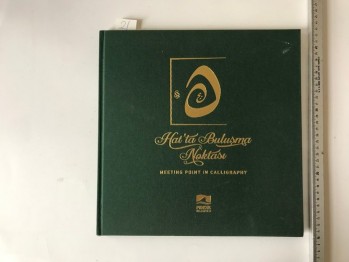 Hat'ta Buluşma
Noktası
MEETING POINT IN CALLIGRAPHY